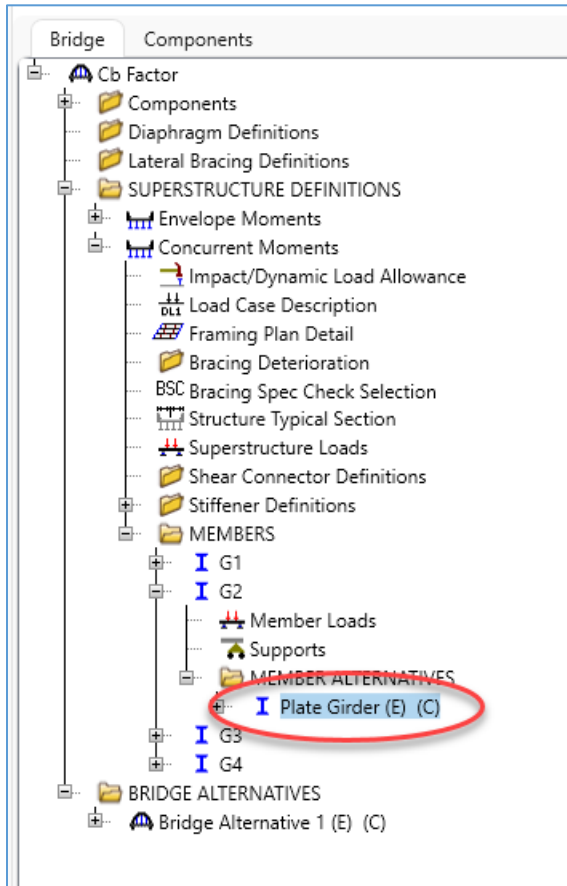 Bridge Components
Cb Factor
Components
Diaphragm Definitions
Lateral Bracing Definitions
SUPERSTRUCTURE DEFINITIONS
Envelope Moments
Concurrent Moments
Impact/Dynamic Load Allowance
DL1 Load Case Description
Framing Plan Detail
Bracing Deterioration
BSC Bracing Spec Check Selection
Structure Typical Section
Superstructure Loads
Shear Connector Definitions
Stiffener Definitions
MEMBERS
G1
G2
Member Loads
Supports
MEMBER ALTERNATIVES
Plate Girder (E) (C)
G3
G4
BRIDGE ALTERNATIVES
Bridge Alternative 1 (E) (C)